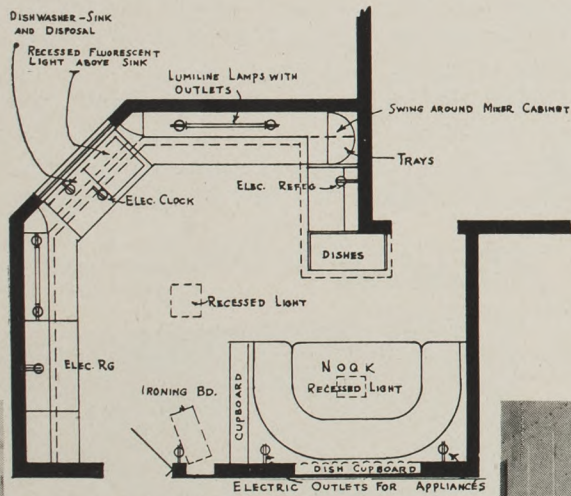 DISHWASHER-SINK
AND DISPOSAL
RECESSED FLUORESCENT
LIGHT ABOVE SINK
LUMILINE LAMPS WITH
OUTLETS
SWING AROUND MIXER CABINET
TRAYS
ELEC. REFIG
ELEC. CLOCK
DISHES
RECESSED LIGHT
ELEC. RG
NOOK
RECESSED LIGHT
IRONING BD.
CUPBOARD
DISH CUPBOARD
ELECTRIC OUTLETS FOR APPLIANCES